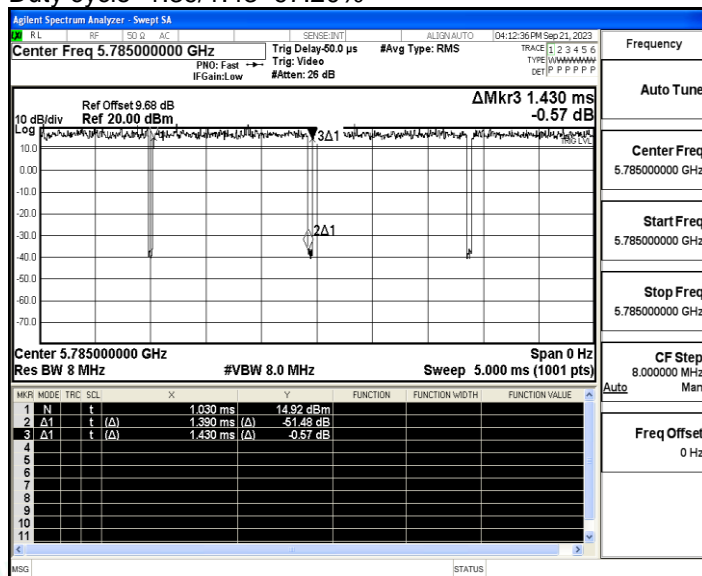 Agilent Spectrum Analyzer - Swept SA
RL RF 50 Ω AC SENSE:INT ALIGN AUTO 04:12:36 PM Sep 21, 2023
Center Freq 5.785000000 GHz
PNO: Fast
IFGain:Low
Trig Delay-50.0 µs
Trig: Video
#Atten: 26 dB
#Avg Type: RMS
TRACE 1 2 3 4 5 6
TYPE WWWWWW
DET P P P P P P
ΔMkr3 1.430 ms
-0.57 dB
Ref Offset 9.68 dB
10 dB/div Ref 20.00 dBm
Log
3Δ1
TRIG LVL
10.0
0.00
-10.0
-20.0
-30.0
2Δ1
-40.0
-50.0
-60.0
-70.0
Center 5.785000000 GHz Span 0 Hz
Res BW 8 MHz #VBW 8.0 MHz Sweep 5.000 ms (1001 pts)
MKR MODE TRC SCL X Y FUNCTION FUNCTION WIDTH FUNCTION VALUE
1 N t 1.030 ms 14.92 dBm
2 Δ1 t (Δ) 1.390 ms (Δ) -51.48 dB
3 Δ1 t (Δ) 1.430 ms (Δ) -0.57 dB
4
5
6
7
8
9
10
11
MSG STATUS
Frequency
Auto Tune
Center Freq
5.785000000 GHz
Start Freq
5.785000000 GHz
Stop Freq
5.785000000 GHz
CF Step
8.000000 MHz
Auto Man
Freq Offset
0 Hz